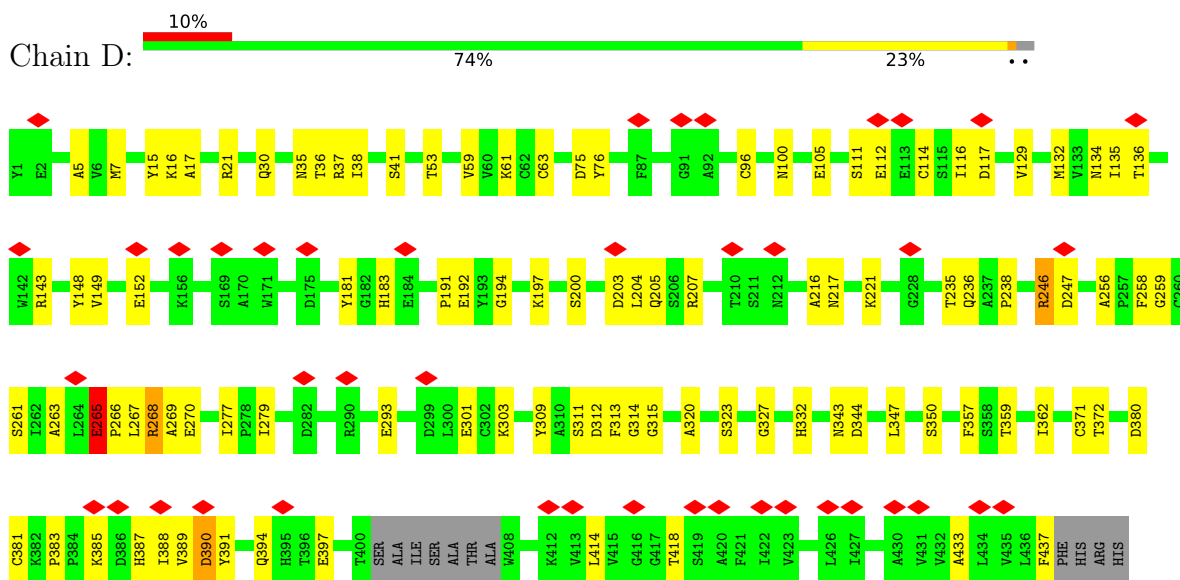 10%
Chain D:
74% 23% ..
Y1 E2 A5 V6 M7 Y15 K16 A17 R21 Q30 N35 T36 R37 I38 S41 T53 V59 V60 K61 C62 C63 D75 Y76 F87 G91 A92 C96 N100 E105 S111 E112 E113 C114 S115 I116 D117 V129 M132 V133 N134 I135 T136
W142 R143 Y148 V149 E152 K156 S169 A170 W171 D175 Y181 G182 H183 E184 P191 E192 Y193 G194 K197 S200 D203 L204 Q205 S206 R207 T210 S211 N212 A216 N217 K221 G228 T235 Q236 A237 P238 R246 D247 A256 P257 F258 G259 C260
S261 I262 A263 L264 E265 P266 L267 R268 A269 E270 I277 P278 I279 D282 R290 E293 D299 L300 E301 C302 K303 Y309 A310 S311 D312 F313 G314 G315 A320 S323 G327 H332 N343 D344 L347 S350 F357 S358 T359 I362 C371 T372 D380
C381 K382 P383 P384 K385 D386 H387 I388 V389 D390 Y391 Q394 H395 T396 E397 T400 SER ALA ILE SER ALA THR ALA W408 K412 V413 L414 V415 G416 G417 T418 S419 A420 F421 I422 V423 L426 I427 A430 V431 V432 A433 L434 V435 L436 F437 PHE HIS ARG HIS